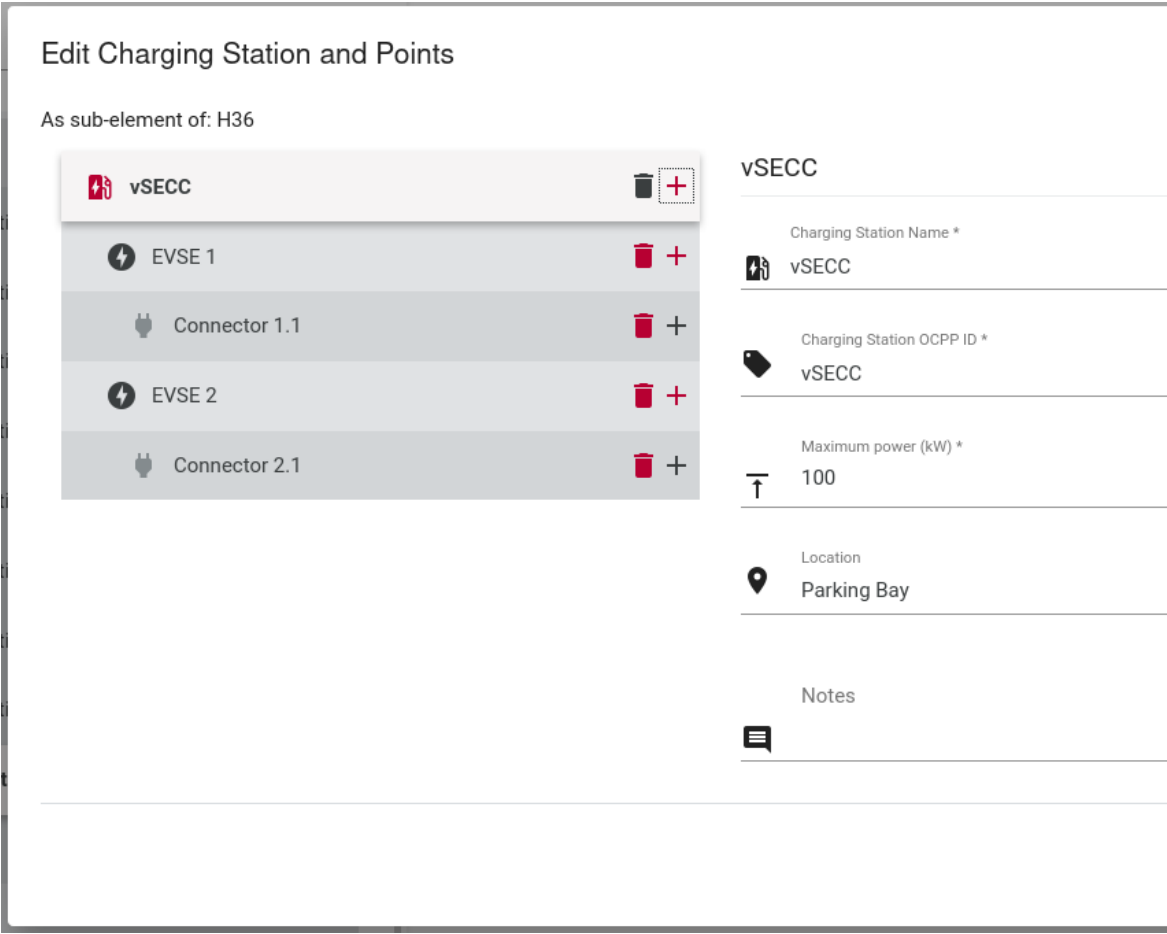 Edit Charging Station and Points
As sub-element of: H36
vSECC
EVSE 1
Connector 1.1
EVSE 2
Connector 2.1
vSECC
Charging Station Name *
vSECC
Charging Station OCPP ID *
vSECC
Maximum power (kW) *
100
Location
Parking Bay
Notes